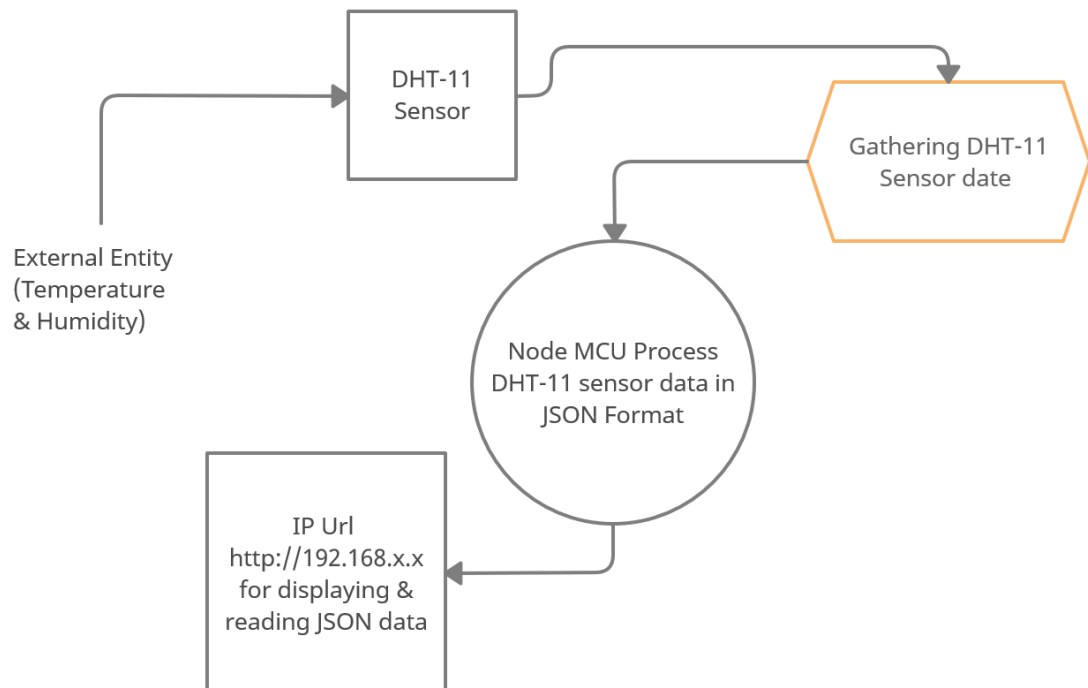 DHT-11
Sensor
Gathering DHT-11
Sensor date
External Entity
(Temperature
& Humidity)
Node MCU Process
DHT-11 sensor data in
JSON Format
IP Url
http://192.168.x.x
for displaying &
reading JSON data